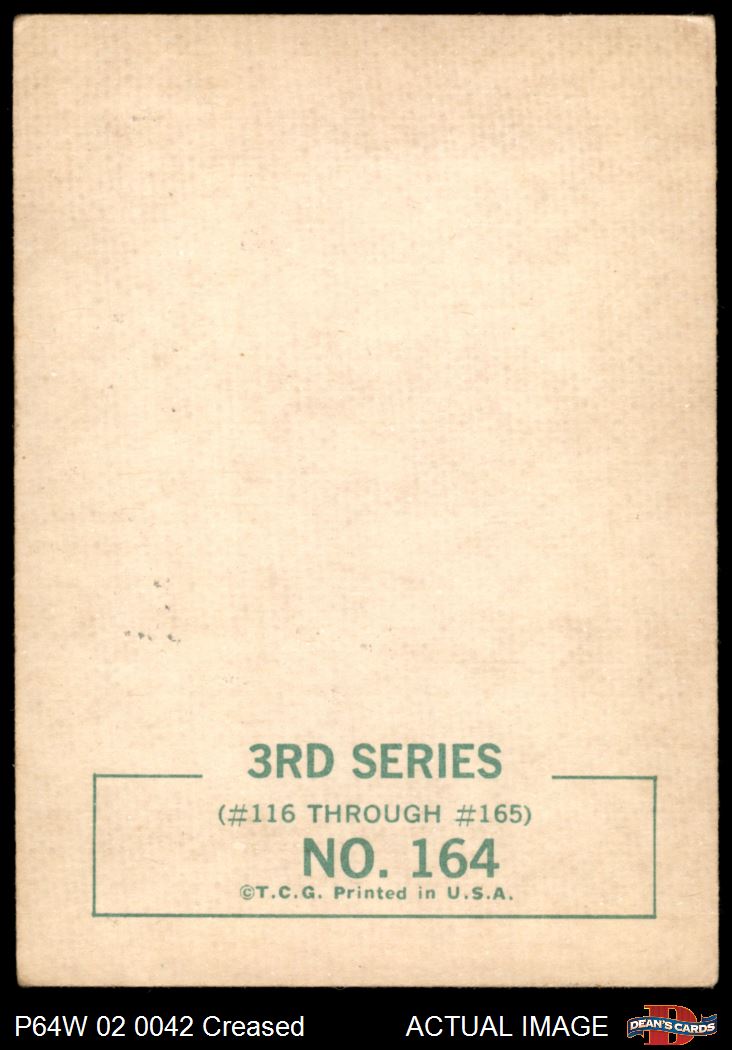 3RD SERIES
(#116 THROUGH #165)
NO. 164
©T.C.G. Printed in U.S.A.
P64W 02 0042 Creased ACTUAL IMAGE DEAN'S CARDS